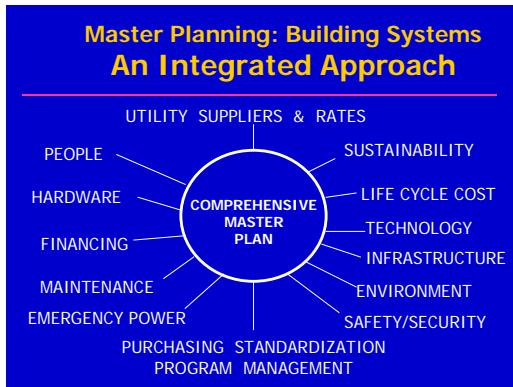 Master Planning: Building Systems
An Integrated Approach
UTILITY SUPPLIERS & RATES
PEOPLE
HARDWARE
FINANCING
MAINTENANCE
EMERGENCY POWER
COMPREHENSIVE
MASTER
PLAN
SUSTAINABILITY
LIFE CYCLE COST
TECHNOLOGY
INFRASTRUCTURE
ENVIRONMENT
SAFETY/SECURITY
PURCHASING STANDARDIZATION
PROGRAM MANAGEMENT